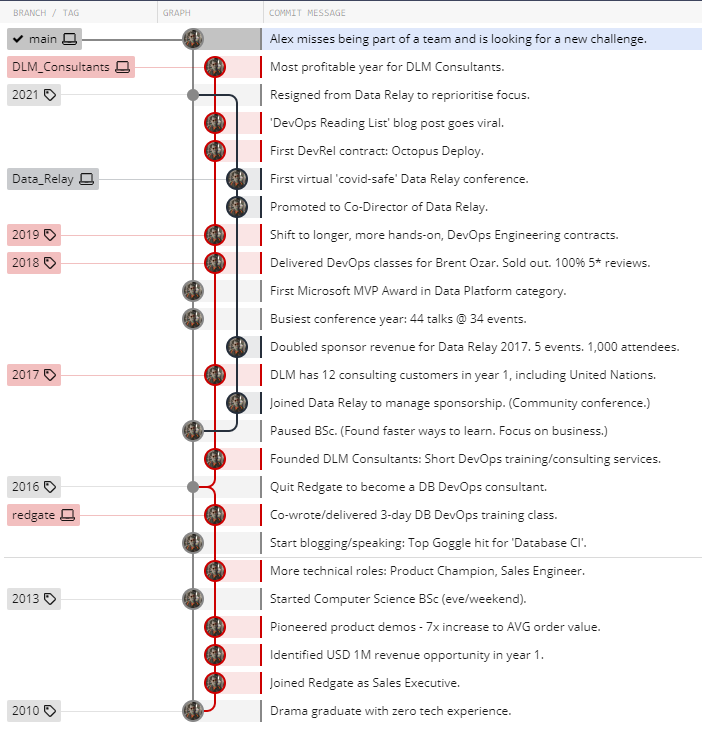 BRANCH / TAG GRAPH COMMIT MESSAGE
main Alex misses being part of a team and is looking for a new challenge.
DLM_Consultants Most profitable year for DLM Consultants.
2021 Resigned from Data Relay to reprioritise focus.
'DevOps Reading List' blog post goes viral.
First DevRel contract: Octopus Deploy.
Data_Relay First virtual 'covid-safe' Data Relay conference.
Promoted to Co-Director of Data Relay.
2019 Shift to longer, more hands-on, DevOps Engineering contracts.
2018 Delivered DevOps classes for Brent Ozar. Sold out. 100% 5* reviews.
First Microsoft MVP Award in Data Platform category.
Busiest conference year: 44 talks @ 34 events.
Doubled sponsor revenue for Data Relay 2017. 5 events. 1,000 attendees.
2017 DLM has 12 consulting customers in year 1, including United Nations.
Joined Data Relay to manage sponsorship. (Community conference.)
Paused BSc. (Found faster ways to learn. Focus on business.)
Founded DLM Consultants: Short DevOps training/consulting services.
2016 Quit Redgate to become a DB DevOps consultant.
redgate Co-wrote/delivered 3-day DB DevOps training class.
Start blogging/speaking: Top Goggle hit for 'Database CI'.
More technical roles: Product Champion, Sales Engineer.
2013 Started Computer Science BSc (eve/weekend).
Pioneered product demos - 7x increase to AVG order value.
Identified USD 1M revenue opportunity in year 1.
Joined Redgate as Sales Executive.
2010 Drama graduate with zero tech experience.